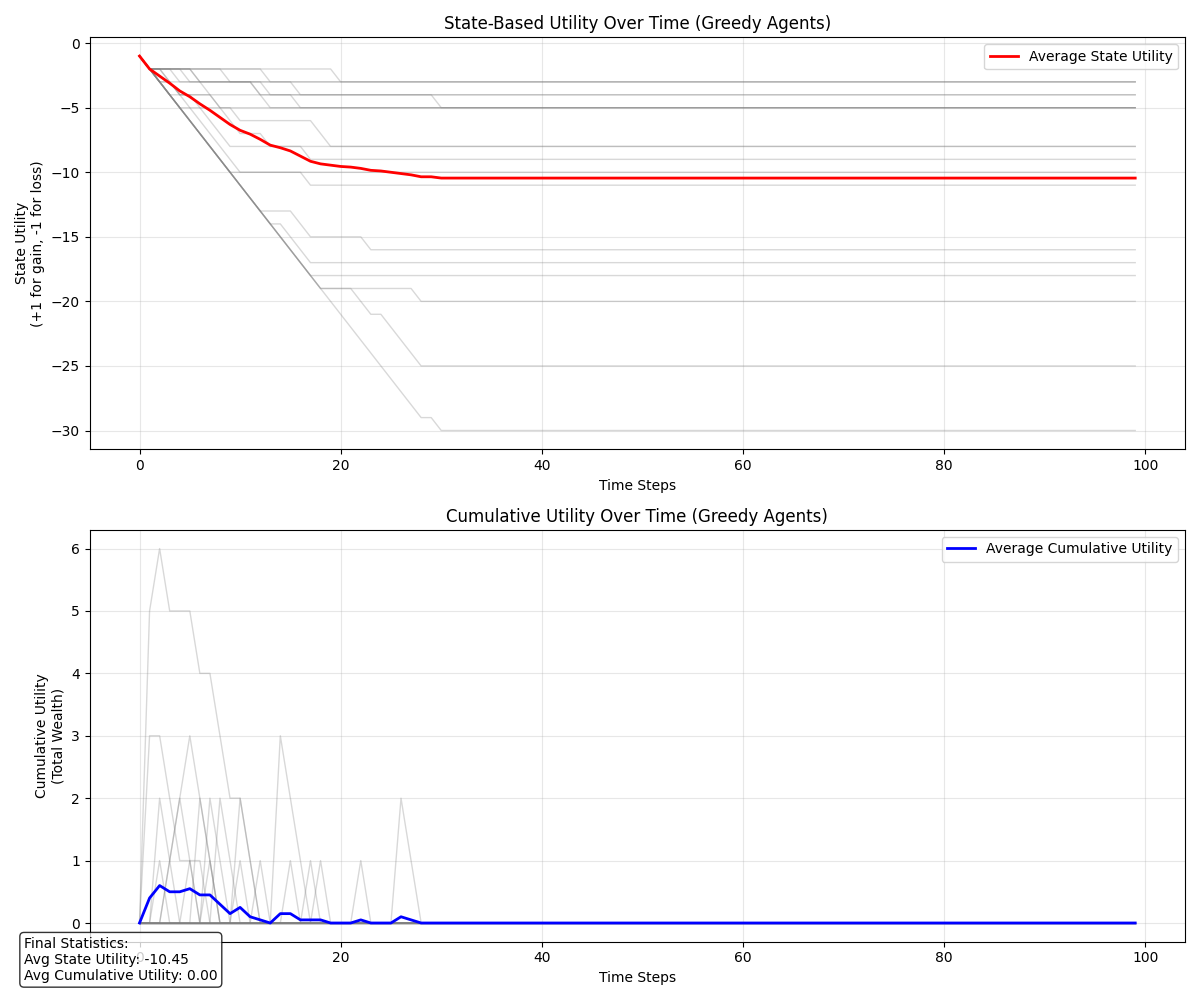 State-Based Utility Over Time (Greedy Agents)
Average State Utility
0
−5
−10
−15
−20
−25
−30
State Utility
(+1 for gain, -1 for loss)
0
20
40
60
80
100
Time Steps
Cumulative Utility Over Time (Greedy Agents)
Average Cumulative Utility
6
5
4
3
2
1
0
Cumulative Utility
(Total Wealth)
0
20
40
60
80
100
Time Steps
Final Statistics:
Avg State Utility: -10.45
Avg Cumulative Utility: 0.00